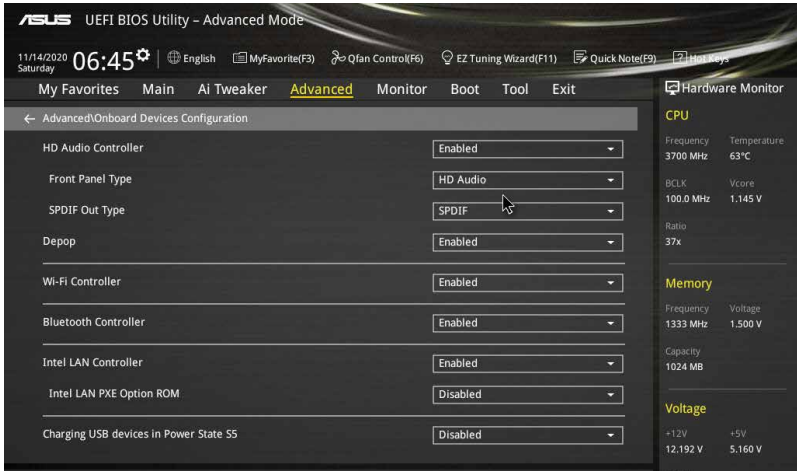 ASUS UEFI BIOS Utility – Advanced Mode
11/14/2020 Saturday 06:45 English MyFavorite(F3) Qfan Control(F6) EZ Tuning Wizard(F11) Quick Note(F9) ? Hot Keys
My Favorites Main Ai Tweaker Advanced Monitor Boot Tool Exit
Hardware Monitor
← Advanced\Onboard Devices Configuration
HD Audio Controller Enabled
Front Panel Type HD Audio
SPDIF Out Type SPDIF
Depop Enabled
Wi-Fi Controller Enabled
Bluetooth Controller Enabled
Intel LAN Controller Enabled
Intel LAN PXE Option ROM Disabled
Charging USB devices in Power State S5 Disabled
CPU
Frequency Temperature
3700 MHz 63°C
BCLK Vcore
100.0 MHz 1.145 V
Ratio
37x
Memory
Frequency Voltage
1333 MHz 1.500 V
Capacity
1024 MB
Voltage
+12V +5V
12.192 V 5.160 V